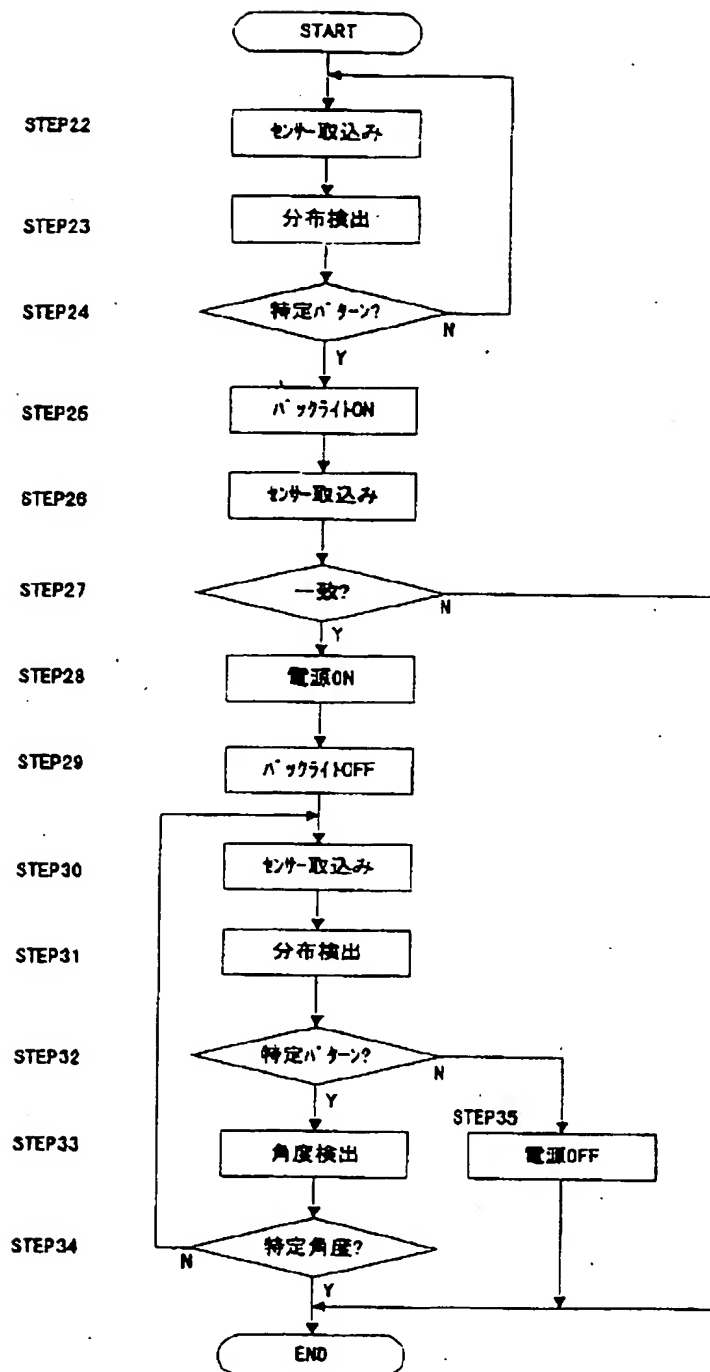 START
STEP22
センサー取込み
STEP23
分布検出
STEP24
特定パターン?
N
Y
STEP25
バックライトON
STEP26
センサー取込み
STEP27
一致?
N
Y
STEP28
電源ON
STEP29
バックライトOFF
STEP30
センサー取込み
STEP31
分布検出
STEP32
特定パターン?
N
Y
STEP33
角度検出
STEP35
電源OFF
STEP34
特定角度?
N
Y
END